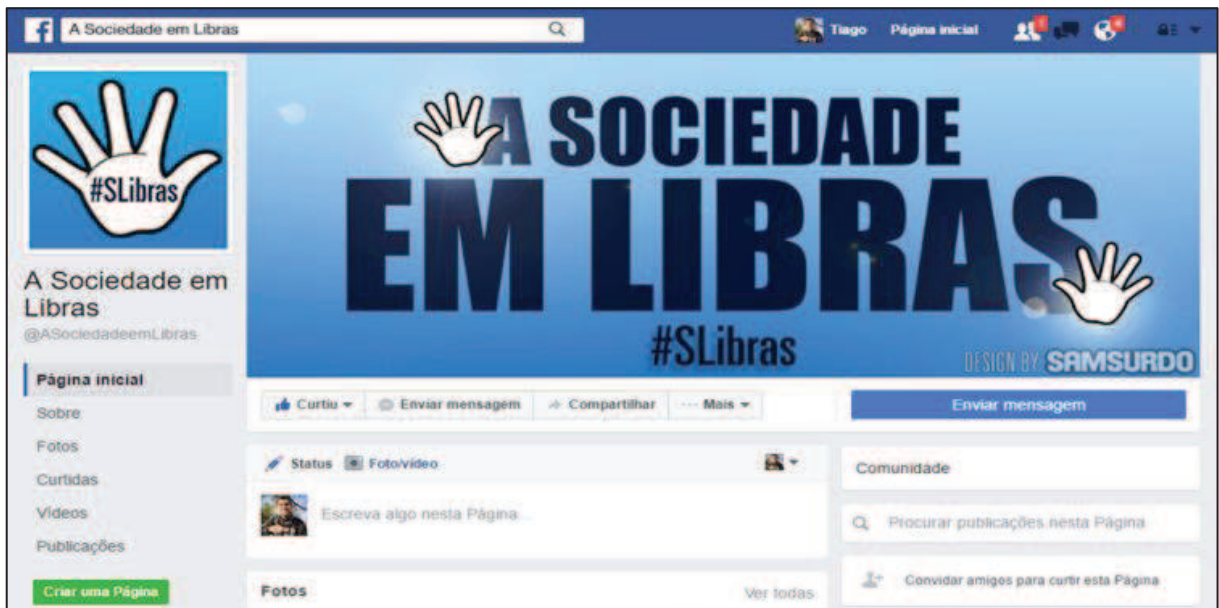 A Sociedade em Libras
Tiago Página inicial
#SLibras
A SOCIEDADE
EM LIBRAS
#SLibras
DESIGN BY SAMSURDO
A Sociedade em
Libras
@ASociedadeemLibras
Página inicial
Sobre
Fotos
Curtidas
Vídeos
Publicações
Criar uma Página
Curtiu Enviar mensagem Compartilhar Mais
Enviar mensagem
Status Foto/vídeo
Escreva algo nesta Página...
Fotos Ver todas
Comunidade
Procurar publicações nesta Página
Convidar amigos para curtir esta Página